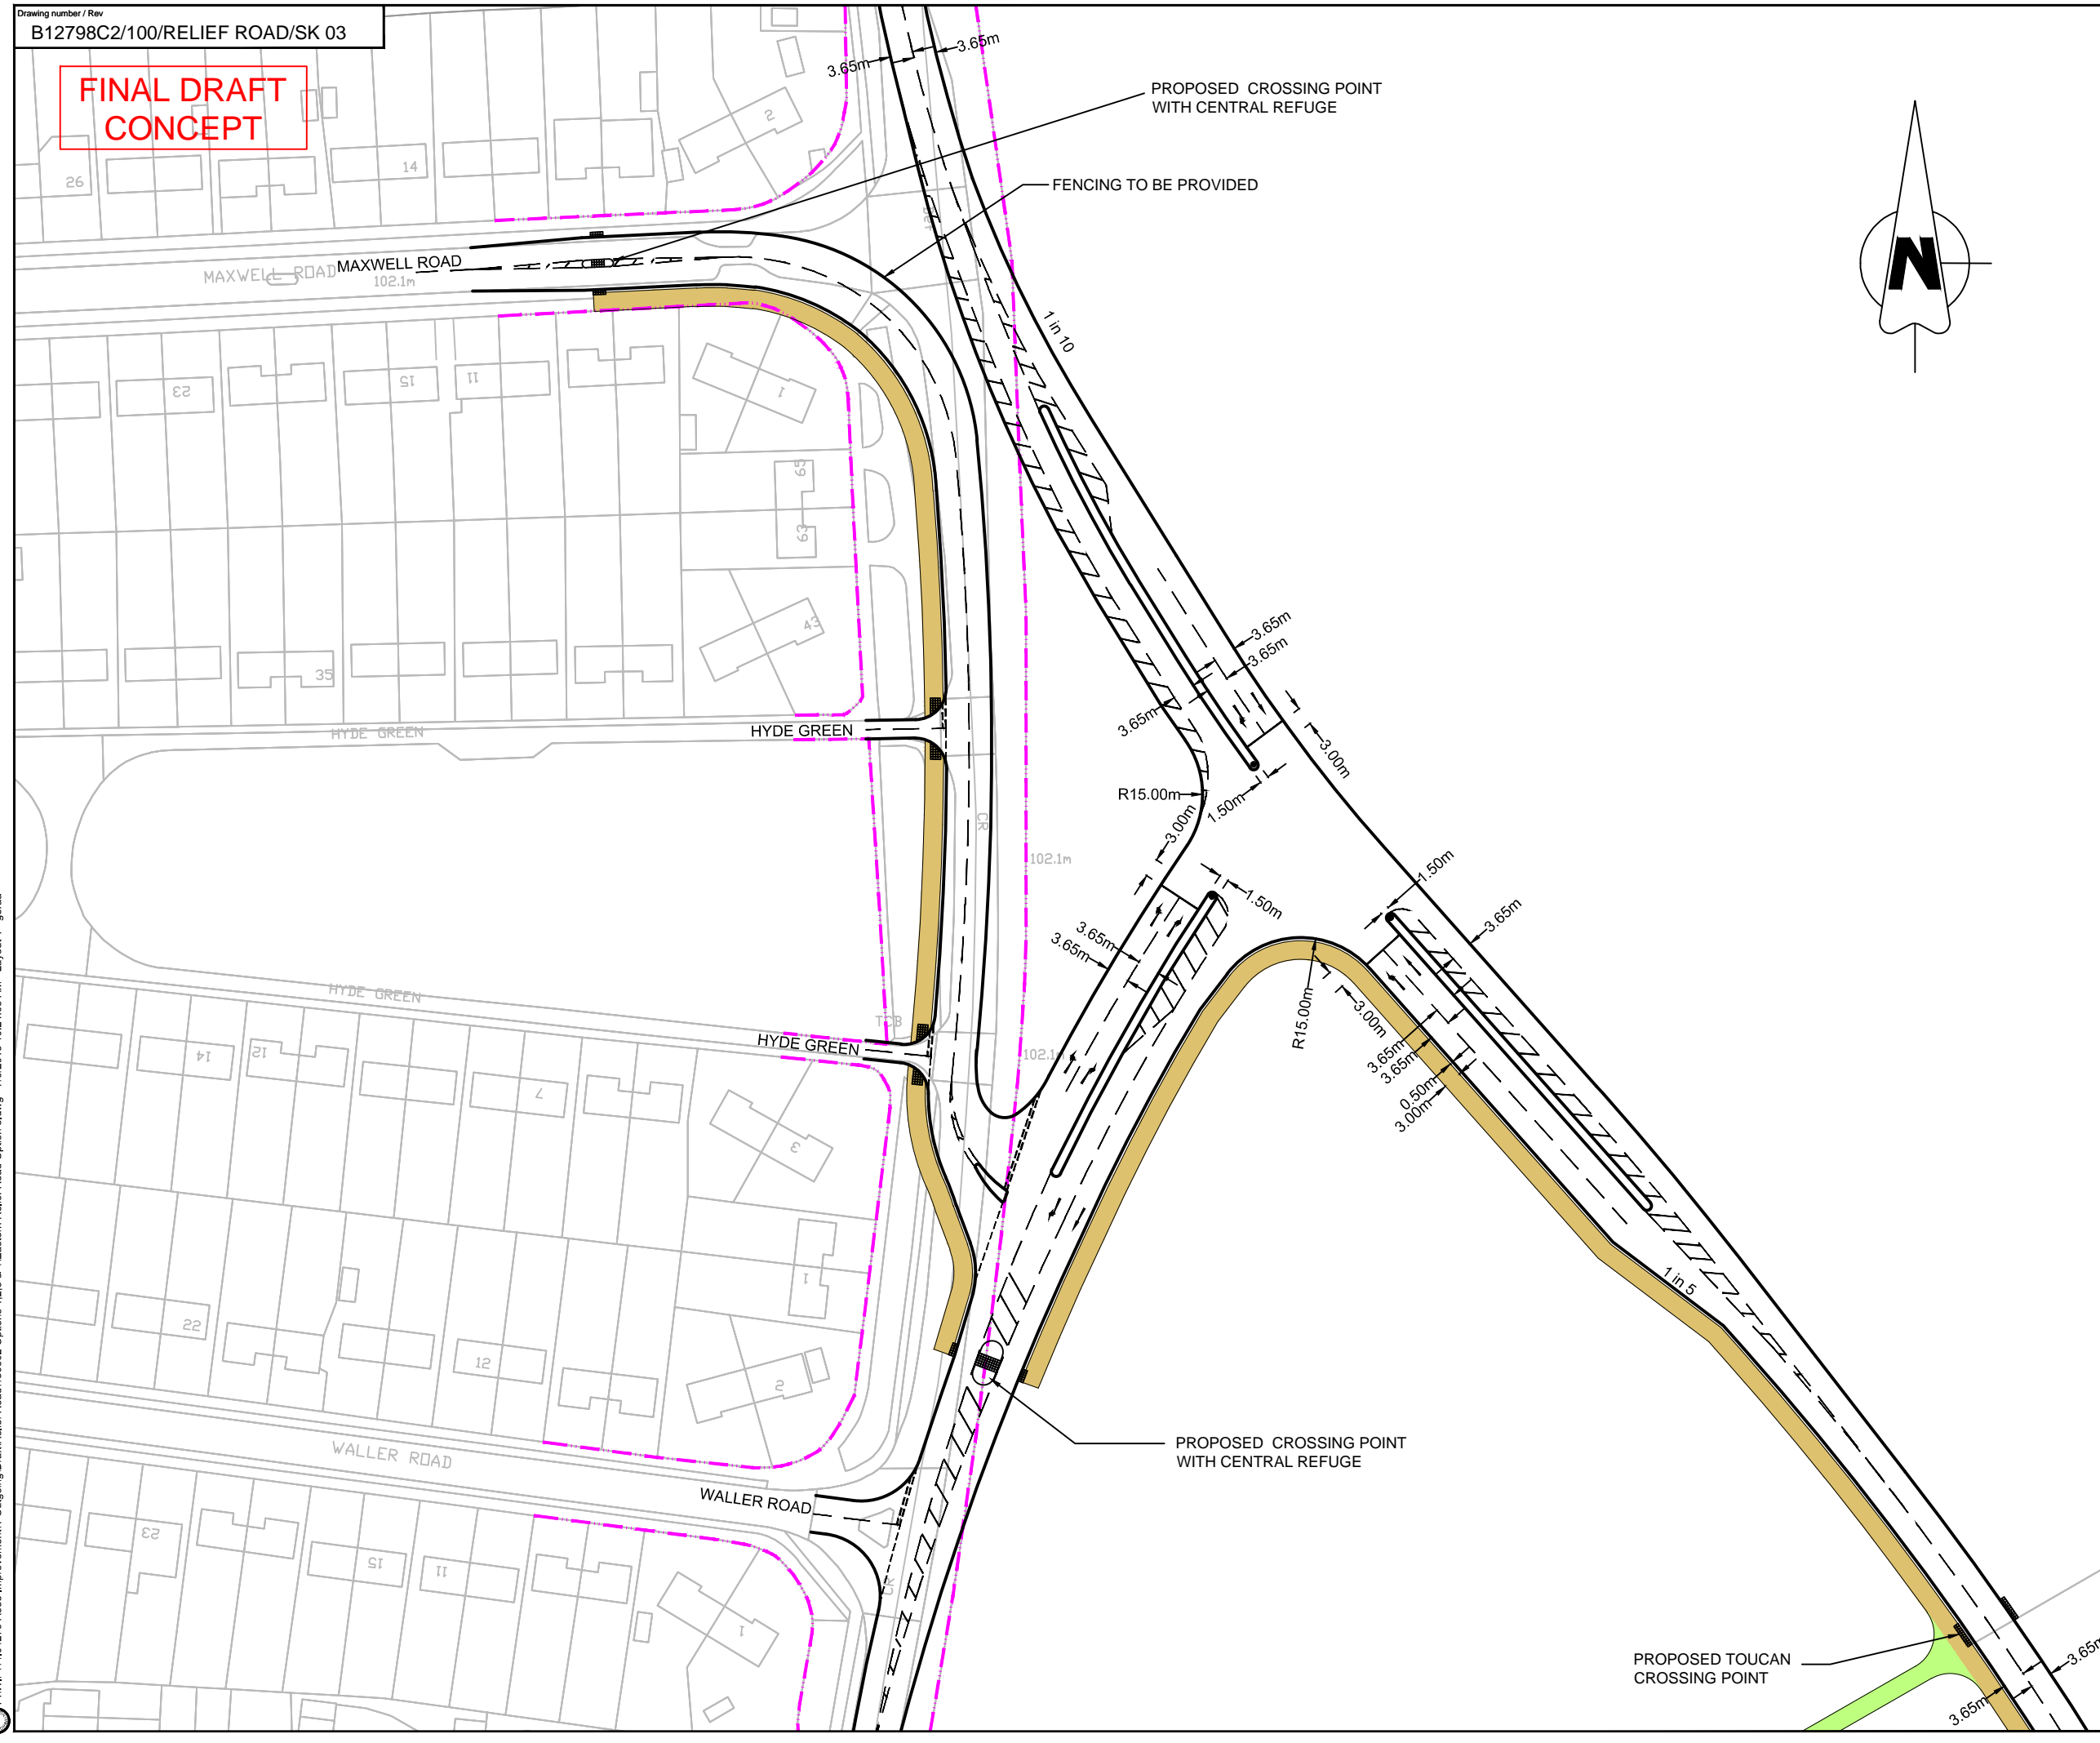 Drawing number / Rev
B12798C2/100/RELIEF ROAD/SK 03
FINAL DRAFT
CONCEPT
3.65m
3.65m
PROPOSED CROSSING POINT
WITH CENTRAL REFUGE
FENCING TO BE PROVIDED
N
2
14
26
MAXWELL ROAD
MAXWELL ROAD
102.1m
1 in 10
23
15
11
1
65
63
43
35
3.65m
3.65m
3.65m
3.00m
1.50m
R15.00m
3.00m
HYDE GREEN
HYDE GREEN
CR
102.1m
1.50m
1.50m
3.65m
3.65m
3.65m
R15.00m
3.00m
3.65m
3.65m
0.50m
3.00m
HYDE GREEN
TCB
HYDE GREEN
102.1m
14
12
7
3
1
1 in 5
22
12
2
WALLER ROAD
WALLER ROAD
PROPOSED CROSSING POINT
WITH CENTRAL REFUGE
23
15
11
1
CR
PROPOSED TOUCAN
CROSSING POINT
3.65m
3.65m